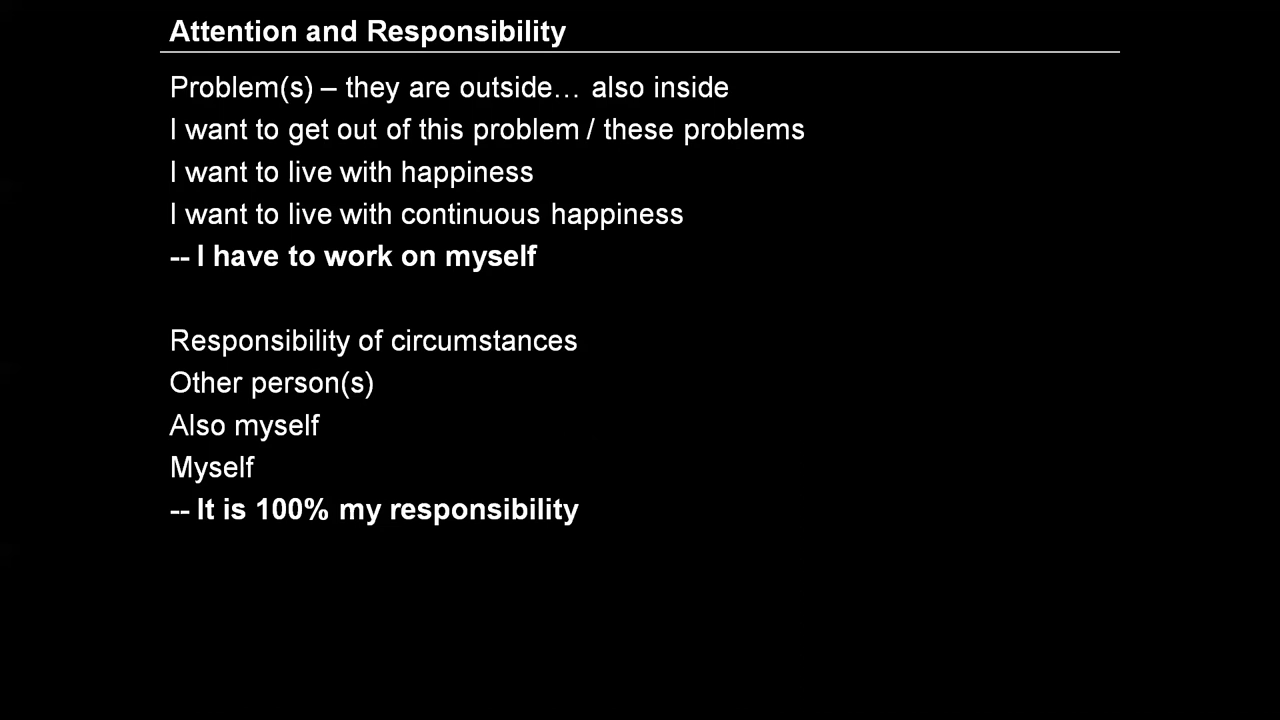 Attention and Responsibility
Problem(s) – they are outside… also inside
I want to get out of this problem / these problems
I want to live with happiness
I want to live with continuous happiness
-- I have to work on myself
Responsibility of circumstances
Other person(s)
Also myself
Myself
-- It is 100% my responsibility